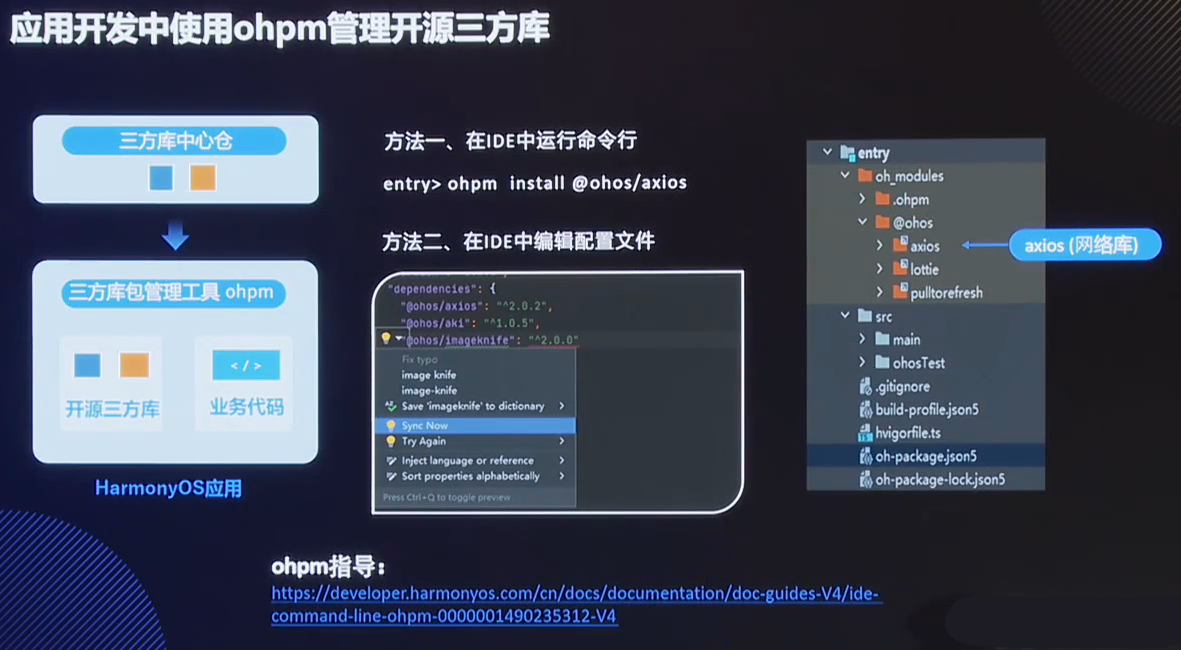 应用开发中使用ohpm管理开源三方库
三方库中心仓
三方库包管理工具 ohpm
开源三方库
</>
业务代码
HarmonyOS应用
方法一、在IDE中运行命令行
entry> ohpm install @ohos/axios
方法二、在IDE中编辑配置文件
"dependencies": {
"@ohos/axios": "^2.0.2",
"@ohos/aki": "^1.0.5",
"@ohos/imageknife": "^2.0.0"
Fix typo
image knife
image-knife
Save 'imageknife' to dictionary
Sync Now
Try Again
Inject language or reference
Sort properties alphabetically
Press Ctrl+Q to toggle preview
entry
oh_modules
.ohpm
@ohos
axios
lottie
pulltorefresh
src
main
ohosTest
.gitignore
build-profile.json5
hvigorfile.ts
oh-package.json5
oh-package-lock.json5
axios (网络库)
ohpm指导：
https://developer.harmonyos.com/cn/docs/documentation/doc-guides-V4/ide-
command-line-ohpm-0000001490235312-V4